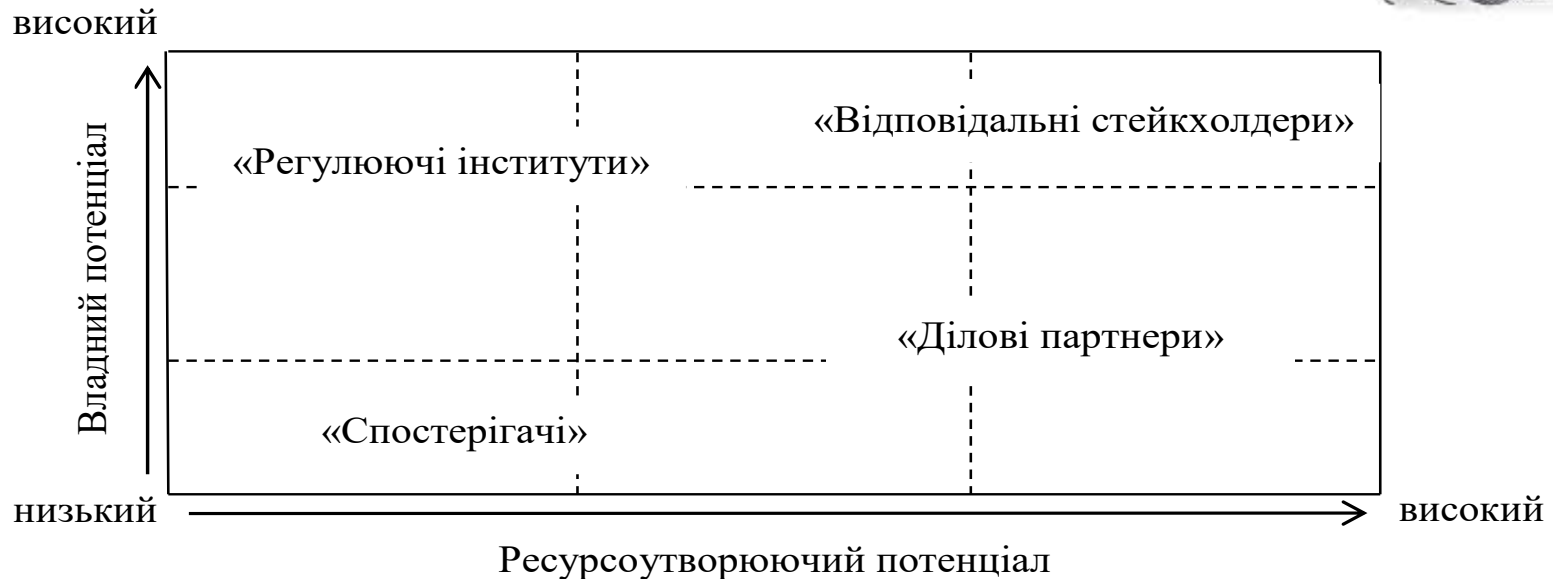 високий
«Відповідальні стейкхолдери»
«Регулюючі інститути»
Владний потенціал
«Ділові партнери»
«Спостерігачі»
низький
високий
Ресурсоутворюючий потенціал